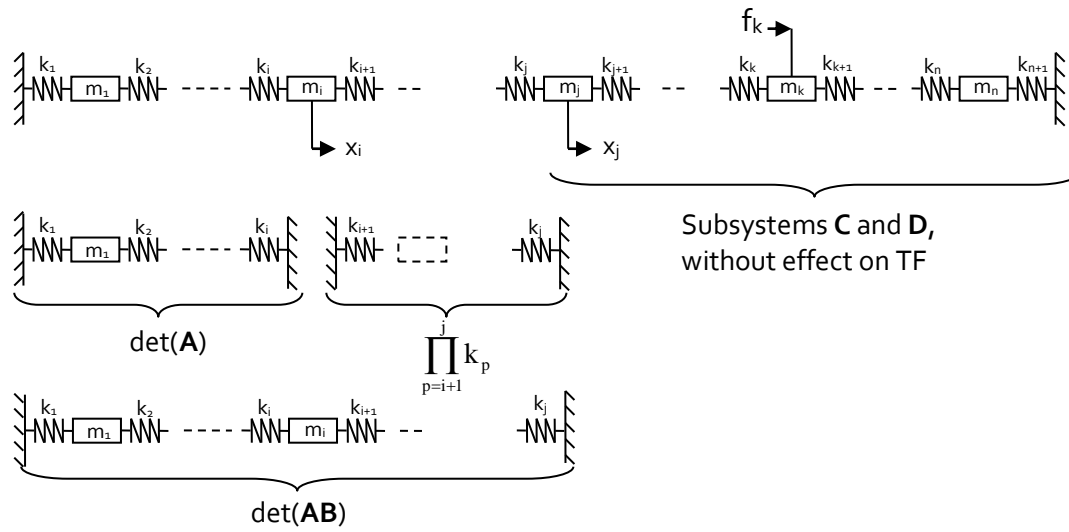 fₖ
k₁ k₂ kᵢ kᵢ₊₁ kⱼ kⱼ₊₁ kₖ kₖ₊₁ kₙ kₙ₊₁
m₁ mᵢ mⱼ mₖ mₙ
xᵢ xⱼ
k₁ k₂ kᵢ kᵢ₊₁ kⱼ
m₁
Subsystems C and D,
without effect on TF
det(A)
j
∏ kₚ
p=i+1
k₁ k₂ kᵢ kᵢ₊₁ kⱼ
m₁ mᵢ
det(AB)